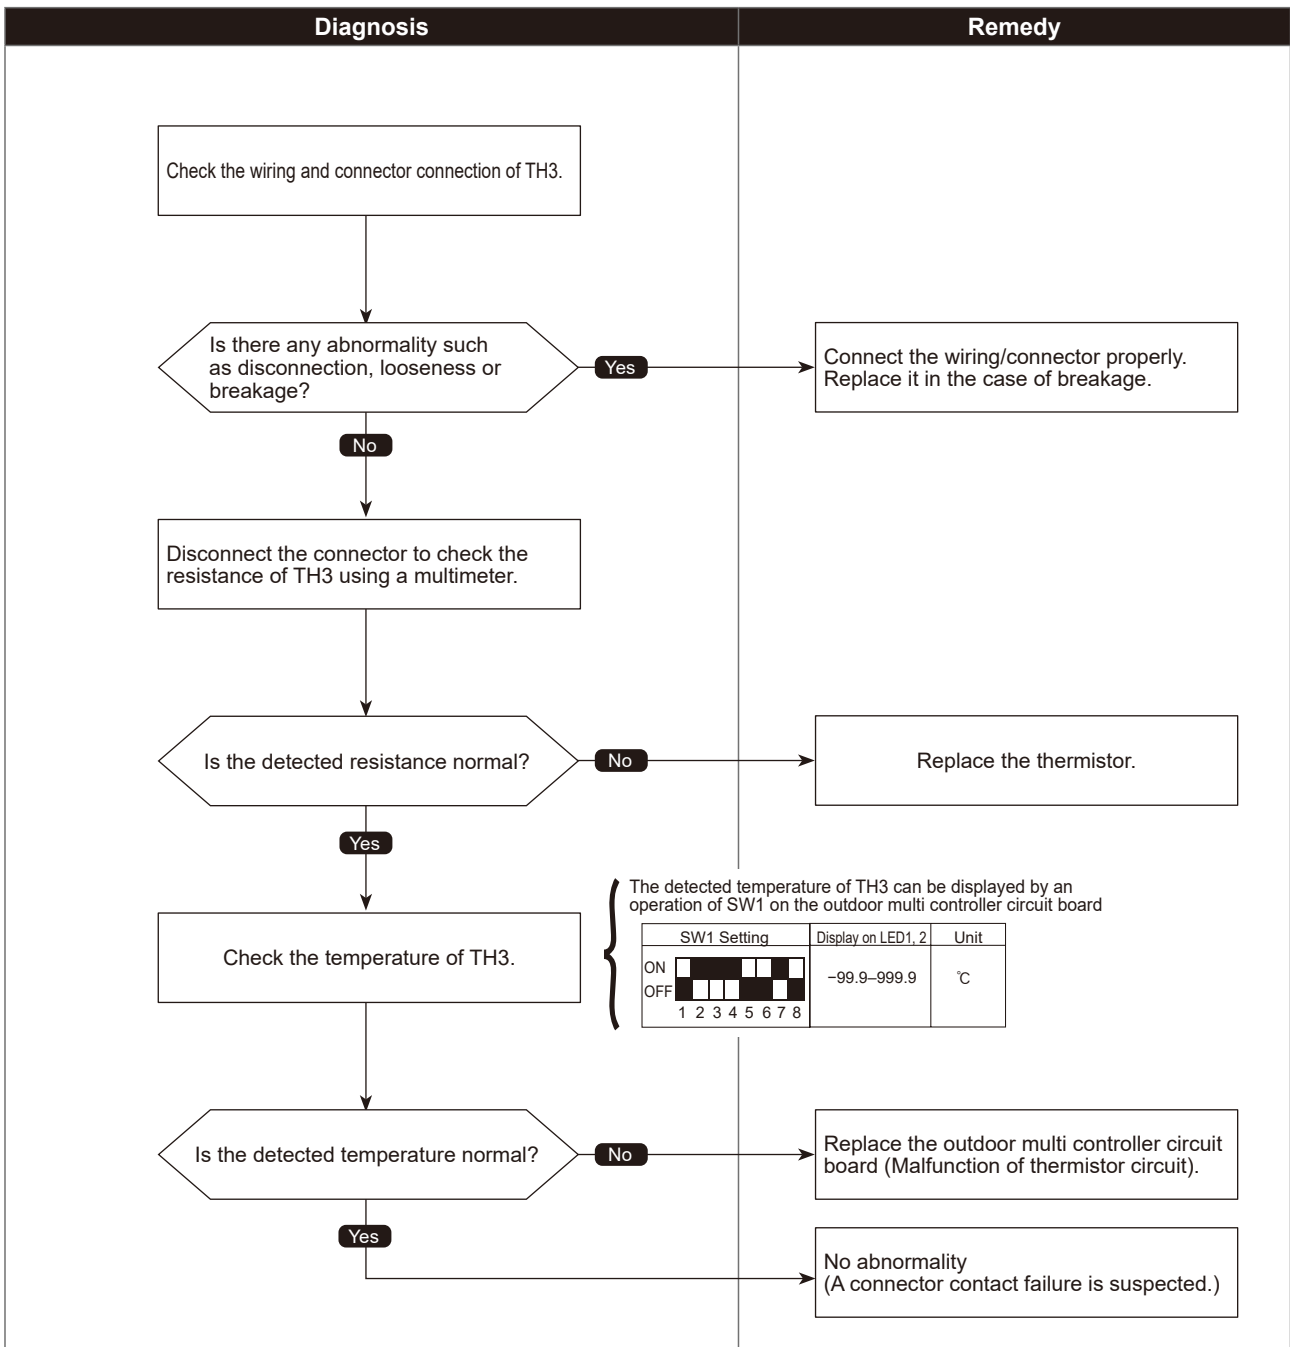 Diagnosis
Remedy
Check the wiring and connector connection of TH3.
Is there any abnormality such
as disconnection, looseness or
breakage?
Yes
Connect the wiring/connector properly.
Replace it in the case of breakage.
No
Disconnect the connector to check the
resistance of TH3 using a multimeter.
Is the detected resistance normal?
No
Replace the thermistor.
Yes
The detected temperature of TH3 can be displayed by an
operation of SW1 on the outdoor multi controller circuit board
Check the temperature of TH3.
SW1 Setting
Display on LED1, 2
Unit
ON
OFF
1 2 3 4 5 6 7 8
−99.9–999.9
℃
Is the detected temperature normal?
No
Replace the outdoor multi controller circuit
board (Malfunction of thermistor circuit).
Yes
No abnormality
(A connector contact failure is suspected.)